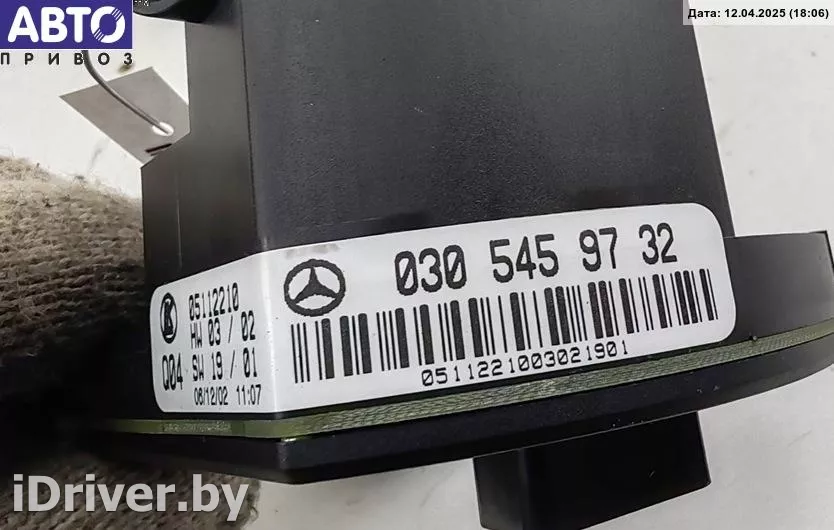 АВТО
ПРИВОЗ
Дата: 12.04.2025 (18:06)
030 545 97 32
0511221003021901
K
05112210
HW 03 / 02
Q04 SW 19 / 01
06/12/02 11:07
iDriver.by